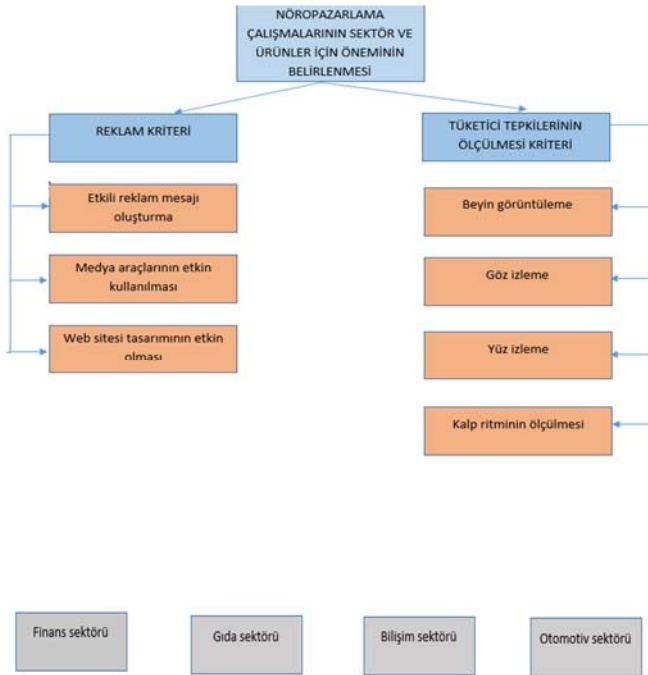 NÖROPAZARLAMA
ÇALIŞMALARININ SEKTÖR VE
ÜRÜNLER İÇİN ÖNEMİNİN
BELİRLENMESİ
REKLAM KRİTERİ
Etkili reklam mesajı
oluşturma
Medya araçlarının etkin
kullanılması
Web sitesi tasarımının etkin
olması
TÜKETİCİ TEPKİLERİNİN
ÖLÇÜLMESİ KRİTERİ
Beyin görüntüleme
Göz izleme
Yüz izleme
Kalp ritminin ölçülmesi
Finans sektörü
Gıda sektörü
Bilişim sektörü
Otomotiv sektörü